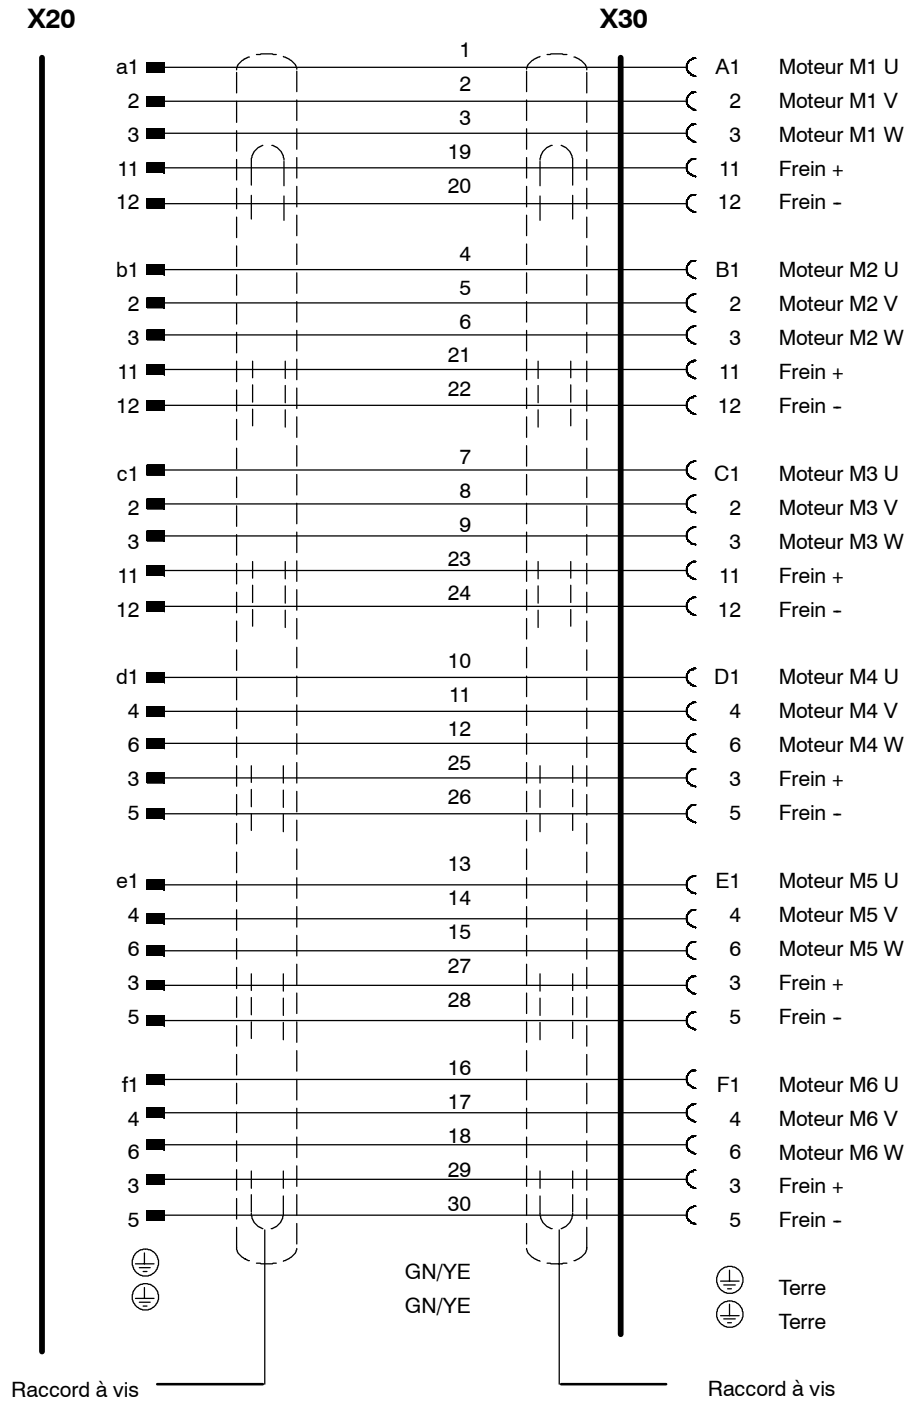 X20 X30
a1 1 A1 Moteur M1 U
2 2 2 Moteur M1 V
3 3 3 Moteur M1 W
11 19 11 Frein +
12 20 12 Frein -
b1 4 B1 Moteur M2 U
2 5 2 Moteur M2 V
3 6 3 Moteur M2 W
11 21 11 Frein +
12 22 12 Frein -
c1 7 C1 Moteur M3 U
2 8 2 Moteur M3 V
3 9 3 Moteur M3 W
11 23 11 Frein +
12 24 12 Frein -
d1 10 D1 Moteur M4 U
4 11 4 Moteur M4 V
6 12 6 Moteur M4 W
3 25 3 Frein +
5 26 5 Frein -
e1 13 E1 Moteur M5 U
4 14 4 Moteur M5 V
6 15 6 Moteur M5 W
3 27 3 Frein +
5 28 5 Frein -
f1 16 F1 Moteur M6 U
4 17 4 Moteur M6 V
6 18 6 Moteur M6 W
3 29 3 Frein +
5 30 5 Frein -
GN/YE Terre
GN/YE Terre
Raccord à vis Raccord à vis